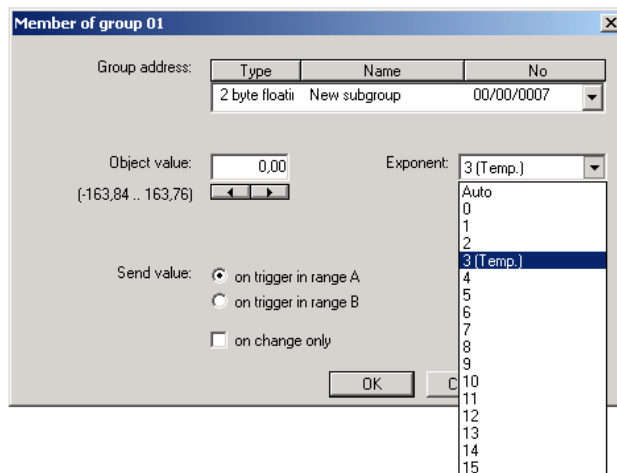 Member of group 01
Group address: Type Name No
2 byte floatii New subgroup 00/00/0007
Object value: 0,00 Exponent: 3 (Temp.)
(-163,84 .. 163,76)
Auto
0
1
2
3 (Temp.)
4
5
6
7
8
9
10
11
12
13
14
15
Send value: on trigger in range A
on trigger in range B
on change only
OK C